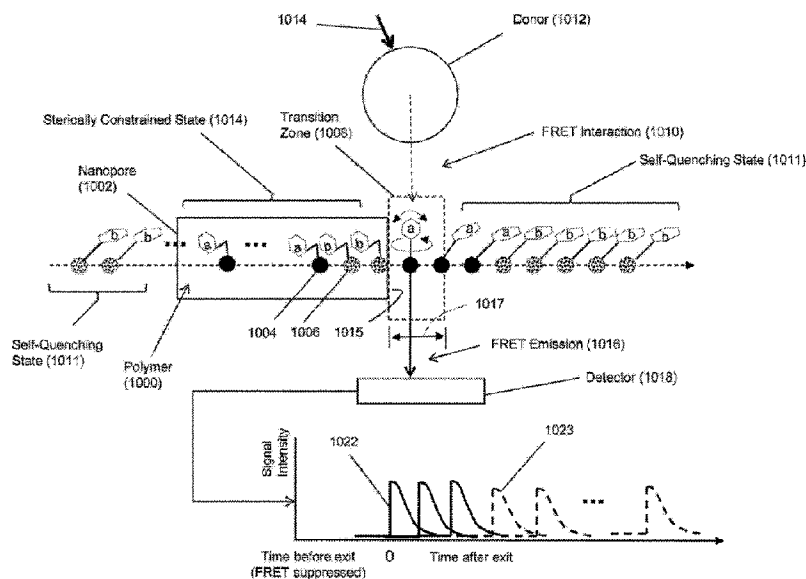 1014
Donor (1012)
Transition
Zone (1008)
Sterically Constrained State (1014)
FRET Interaction (1010)
Self-Quenching State (1011)
Nanopore
(1002)
a
b b a a b b a a b b b b b
1004 1006 1015 1017
Self-Quenching
State (1011)
Polymer
(1000)
FRET Emission (1016)
Detector (1018)
1022
1023
Signal
Intensity
Time before exit
(FRET suppressed)
0
Time after exit